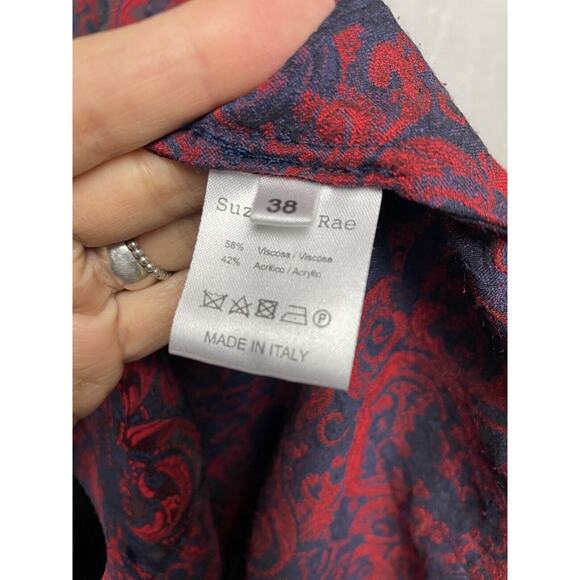 38
Suz Rae
58% Viscosa / Viscose
42% Acrilico / Acrylic
P
MADE IN ITALY